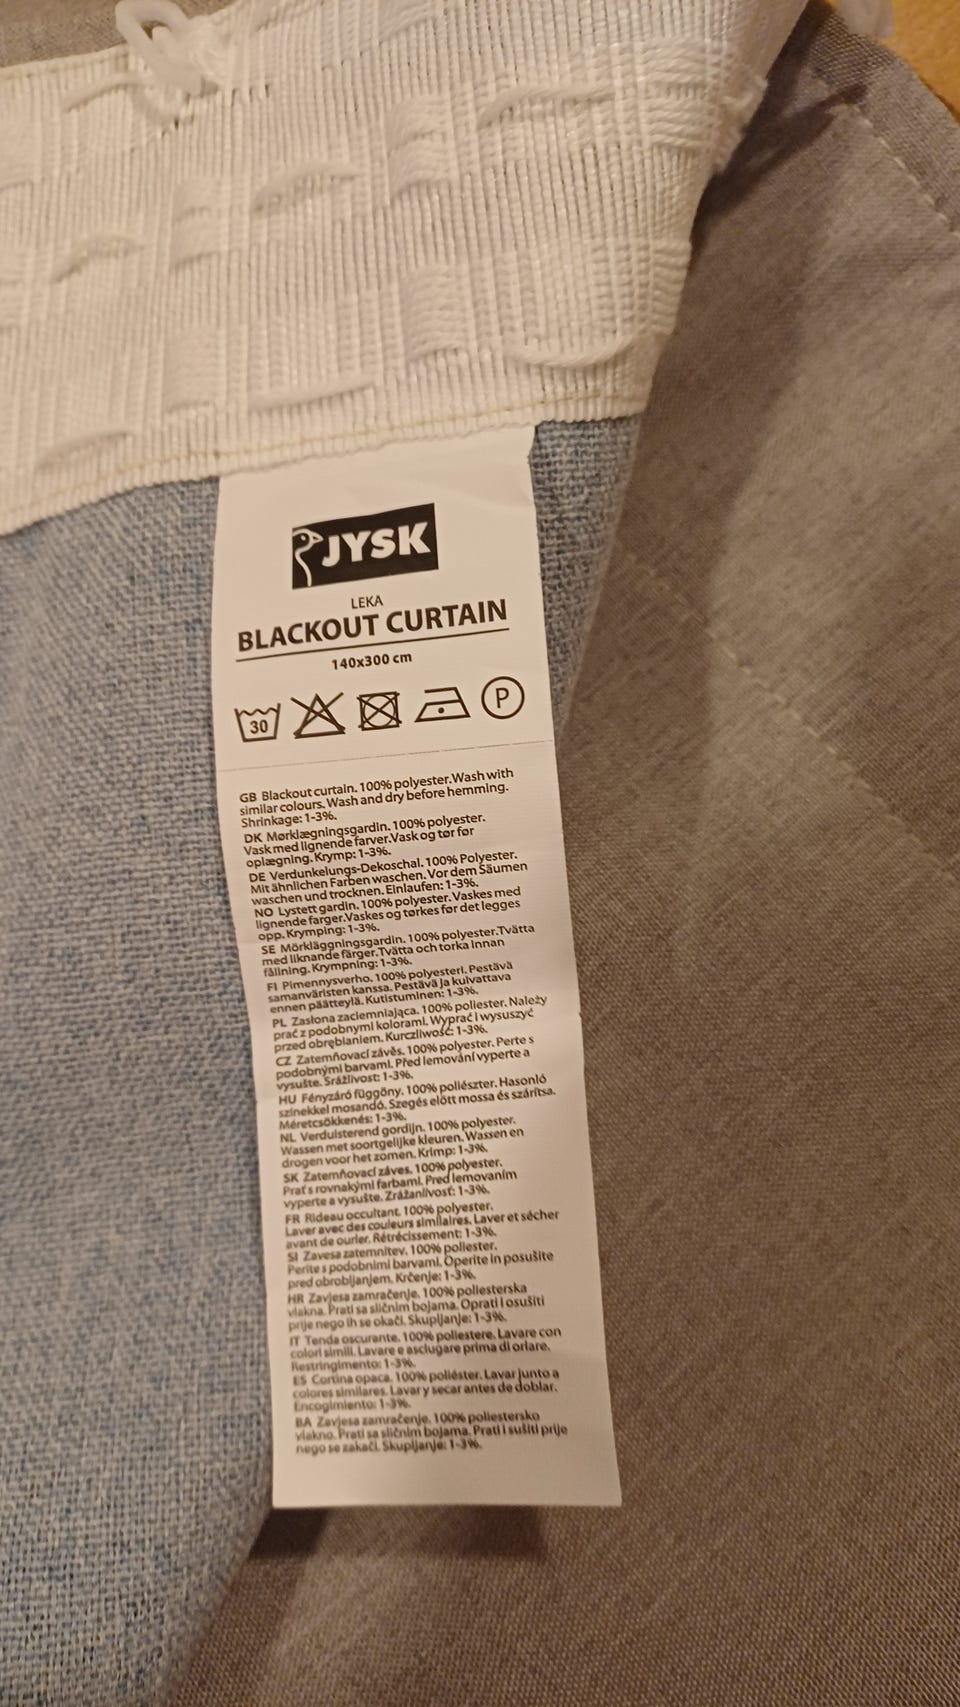 JYSK
LEKA
BLACKOUT CURTAIN
140x300 cm
30 P
GB Blackout curtain. 100% polyester.Wash with
similar colours. Wash and dry before hemming.
Shrinkage: 1-3%.
DK Mørklægningsgardin. 100% polyester.
Vask med lignende farver.Vask og tør før
oplægning. Krymp: 1-3%.
DE Verdunkelungs-Dekoschal. 100% Polyester.
Mit ähnlichen Farben waschen. Vor dem Säumen
waschen und trocknen. Einlaufen: 1-3%.
NO Lystett gardin. 100% polyester. Vaskes med
lignende farger.Vaskes og tørkes før det legges
opp. Krymping: 1-3%.
SE Mörkläggningsgardin. 100% polyester.Tvätta
med liknande färger.Tvätta och torka innan
fållning. Krympning: 1-3%.
FI Pimennysverho. 100% polyesteri. Pestävä
samanväristen kanssa. Pestävä ja kuivattava
ennen päätteylä. Kutistuminen: 1-3%.
PL Zasłona zaciemniająca. 100% poliester. Należy
prać z podobnymi kolorami. Wyprać i wysuszyć
przed obrębianiem. Kurczliwość: 1-3%.
CZ Zatemňovací závěs. 100% polyester. Perte s
podobnými barvami. Před lemování vyperte a
vysušte. Srážlivost: 1-3%.
HU Fényzáró függöny. 100% poliészter. Hasonló
színekkel mosandó. Szegés előtt mossa és szárítsa.
Méretcsökkenés: 1-3%.
NL Verduisterend gordijn. 100% polyester.
Wassen met soortgelijke kleuren. Wassen en
drogen voor het zomen. Krimp: 1-3%.
SK Zatemňovací záves. 100% polyester.
Prať s rovnakými farbami. Pred lemovaním
vyperte a vysušte. Zrážanlivosť: 1-3%.
FR Rideau occultant. 100% polyester.
Laver avec des couleurs similaires. Laver et sécher
avant de ourler. Rétrécissement: 1-3%.
SI Zavesa zatemnitev. 100% poliester.
Perite s podobnimi barvami. Operite in posušite
pred obrobljanjem. Krčenje: 1-3%.
HR Zavjesa zamračenje. 100% poliesterska
vlakna. Prati sa sličnim bojama. Oprati i osušiti
prije nego ih se okači. Skupljanje: 1-3%.
IT Tenda oscurante. 100% poliestere. Lavare con
colori simili. Lavare e asciugare prima di orlare.
Restringimento: 1-3%.
ES Cortina opaca. 100% poliéster. Lavar junto a
colores similares. Lavar y secar antes de doblar.
Encogimiento: 1-3%.
BA Zavjesa zamračenje. 100% poliestersko
vlakno. Prati sa sličnim bojama. Prati i sušiti prije
nego se zakači. Skupljanje: 1-3%.